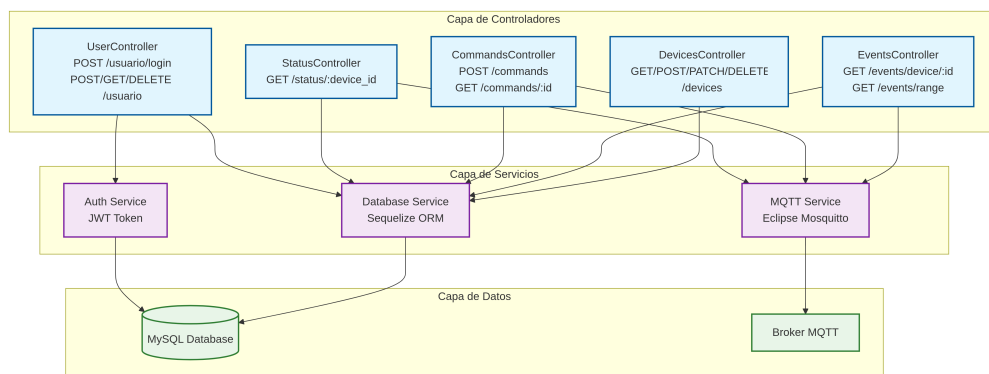 Capa de Controladores
UserController
POST /usuario/login
POST/GET/DELETE
/usuario
StatusController
GET /status/:device_id
CommandsController
POST /commands
GET /commands/:id
DevicesController
GET/POST/PATCH/DELETE
/devices
EventsController
GET /events/device/:id
GET /events/range
Capa de Servicios
Auth Service
JWT Token
Database Service
Sequelize ORM
MQTT Service
Eclipse Mosquitto
Capa de Datos
MySQL Database
Broker MQTT